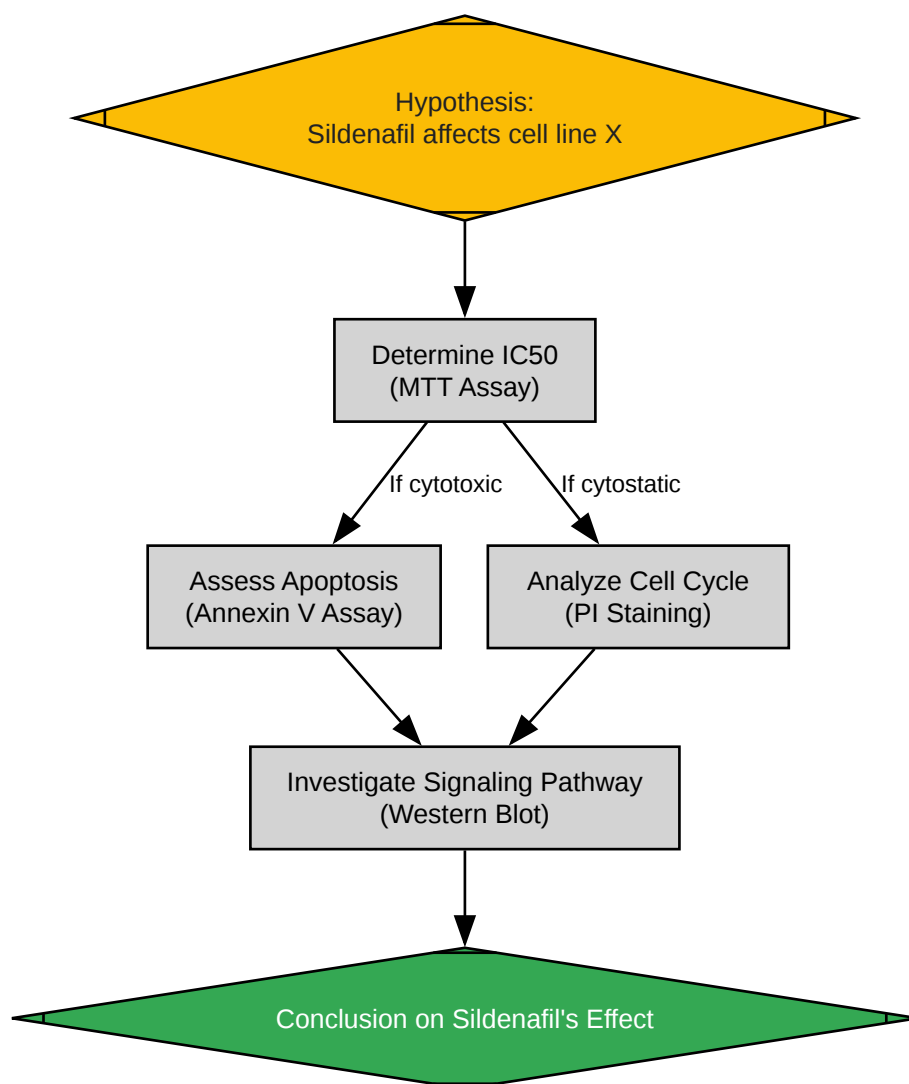 Hypothesis:
Sildenafil affects cell line X
Determine IC50
(MTT Assay)
If cytotoxic
If cytostatic
Assess Apoptosis
(Annexin V Assay)
Analyze Cell Cycle
(PI Staining)
Investigate Signaling Pathway
(Western Blot)
Conclusion on Sildenafil's Effect